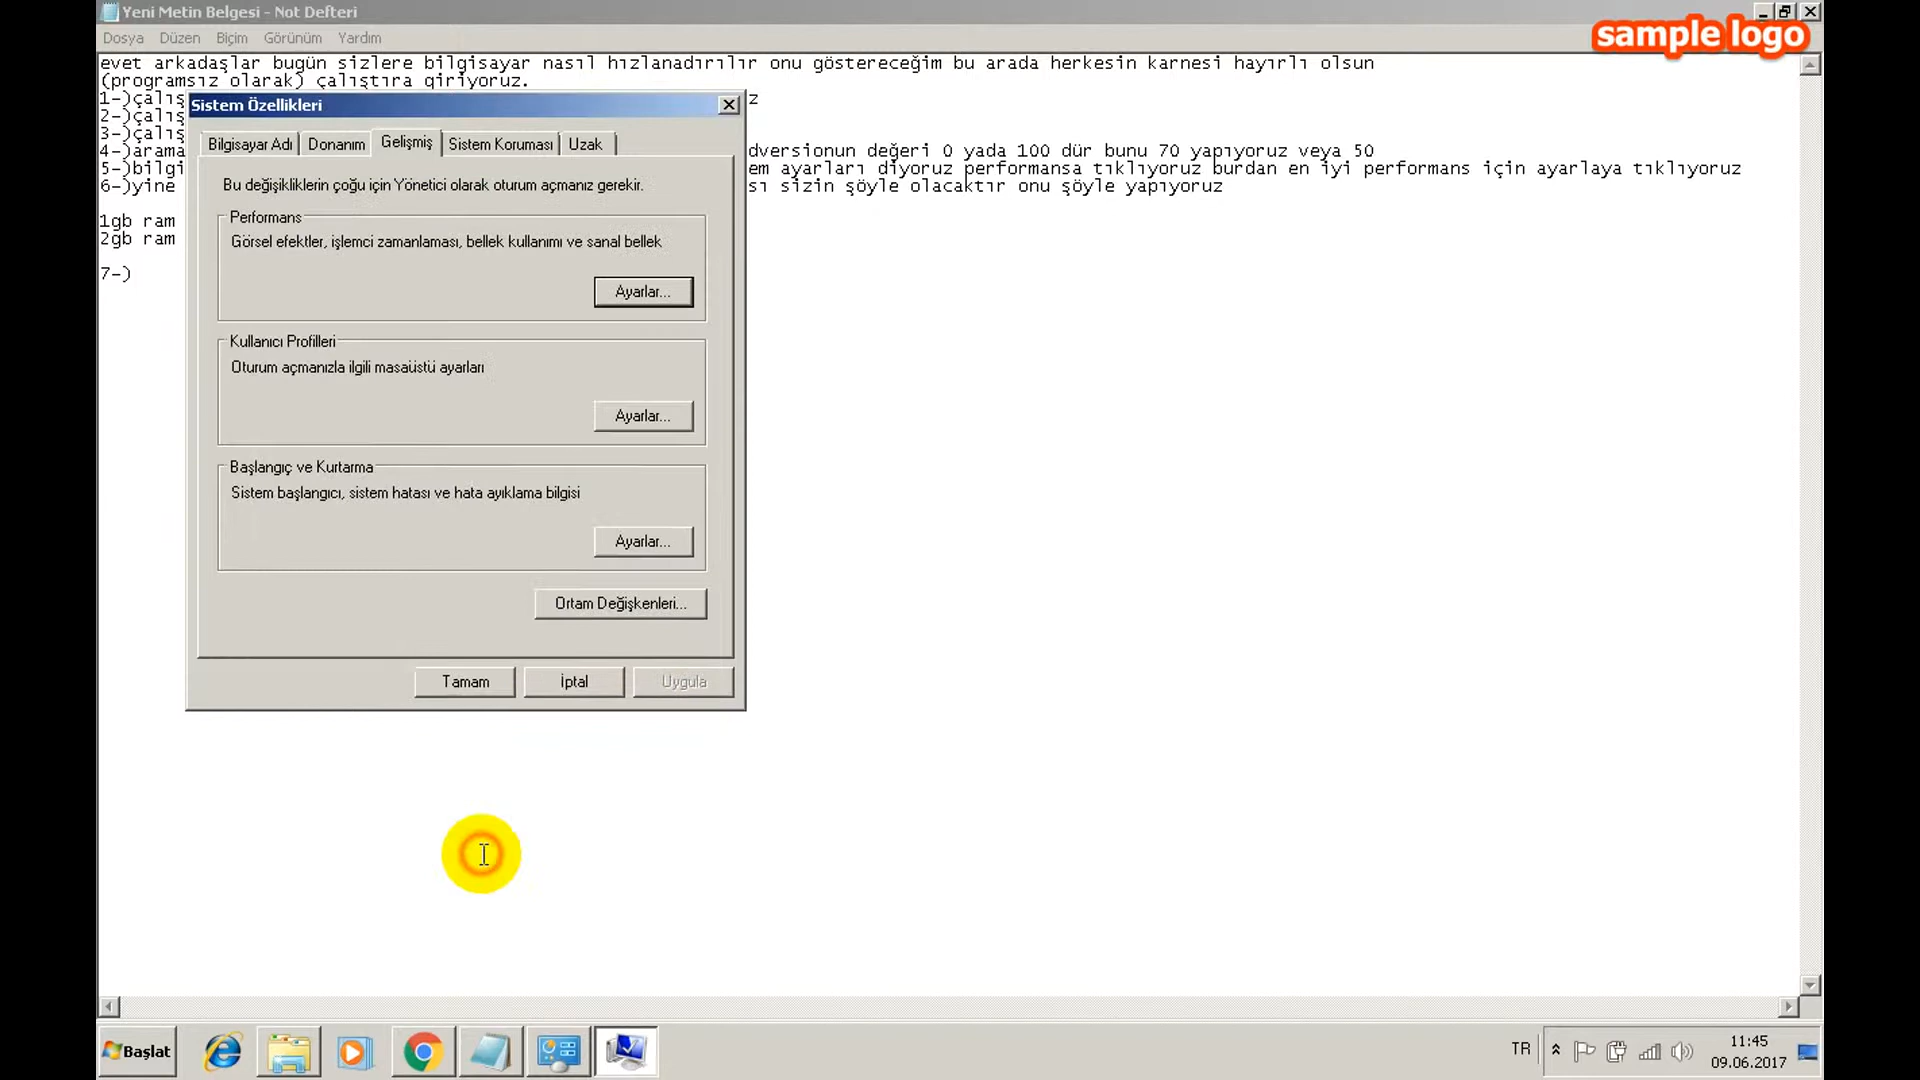 Yeni Metin Belgesi - Not Defteri
Dosya Düzen Biçim Görünüm Yardım
sample logo
evet arkadaşlar bugün sizlere bilgisayar nasıl hızlanadırılır onu göstereceğim bu arada herkesin karnesi hayırlı olsun
(programsız olarak) çalıştıra giriyoruz.
1-)çalış z
2-)çalış
3-)çalış
4-)arama dversionun değeri 0 yada 100 dür bunu 70 yapıyoruz veya 50
5-)bilgi em ayarları diyoruz performansa tıklıyoruz burdan en iyi performans için ayarlaya tıklıyoruz
6-)yine sı sizin şöyle olacaktır onu şöyle yapıyoruz
1gb ram
2gb ram
7-)
Sistem Özellikleri
Bilgisayar Adı Donanım Gelişmiş Sistem Koruması Uzak
Bu değişikliklerin çoğu için Yönetici olarak oturum açmanız gerekir.
Performans
Görsel efektler, işlemci zamanlaması, bellek kullanımı ve sanal bellek
Ayarlar...
Kullanıcı Profilleri
Oturum açmanızla ilgili masaüstü ayarları
Ayarlar...
Başlangıç ve Kurtarma
Sistem başlangıcı, sistem hatası ve hata ayıklama bilgisi
Ayarlar...
Ortam Değişkenleri...
Tamam İptal Uygula
Başlat
TR
11:45
09.06.2017